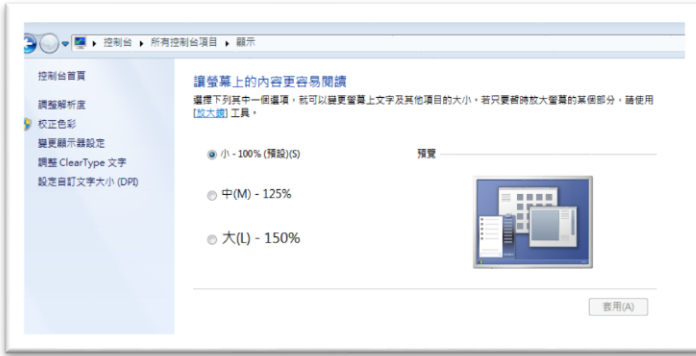 控制台 ▸ 所有控制台項目 ▸ 顯示
控制台首頁
調整解析度
校正色彩
變更顯示器設定
調整 ClearType 文字
設定自訂文字大小 (DPI)
讓螢幕上的內容更容易閱讀
選擇下列其中一個選項，就可以變更螢幕上文字及其他項目的大小。若只要暫時放大螢幕的某個部分，請使用
[放大鏡] 工具。
小 - 100% (預設)(S)
預覽
中(M) - 125%
大(L) - 150%
套用(A)